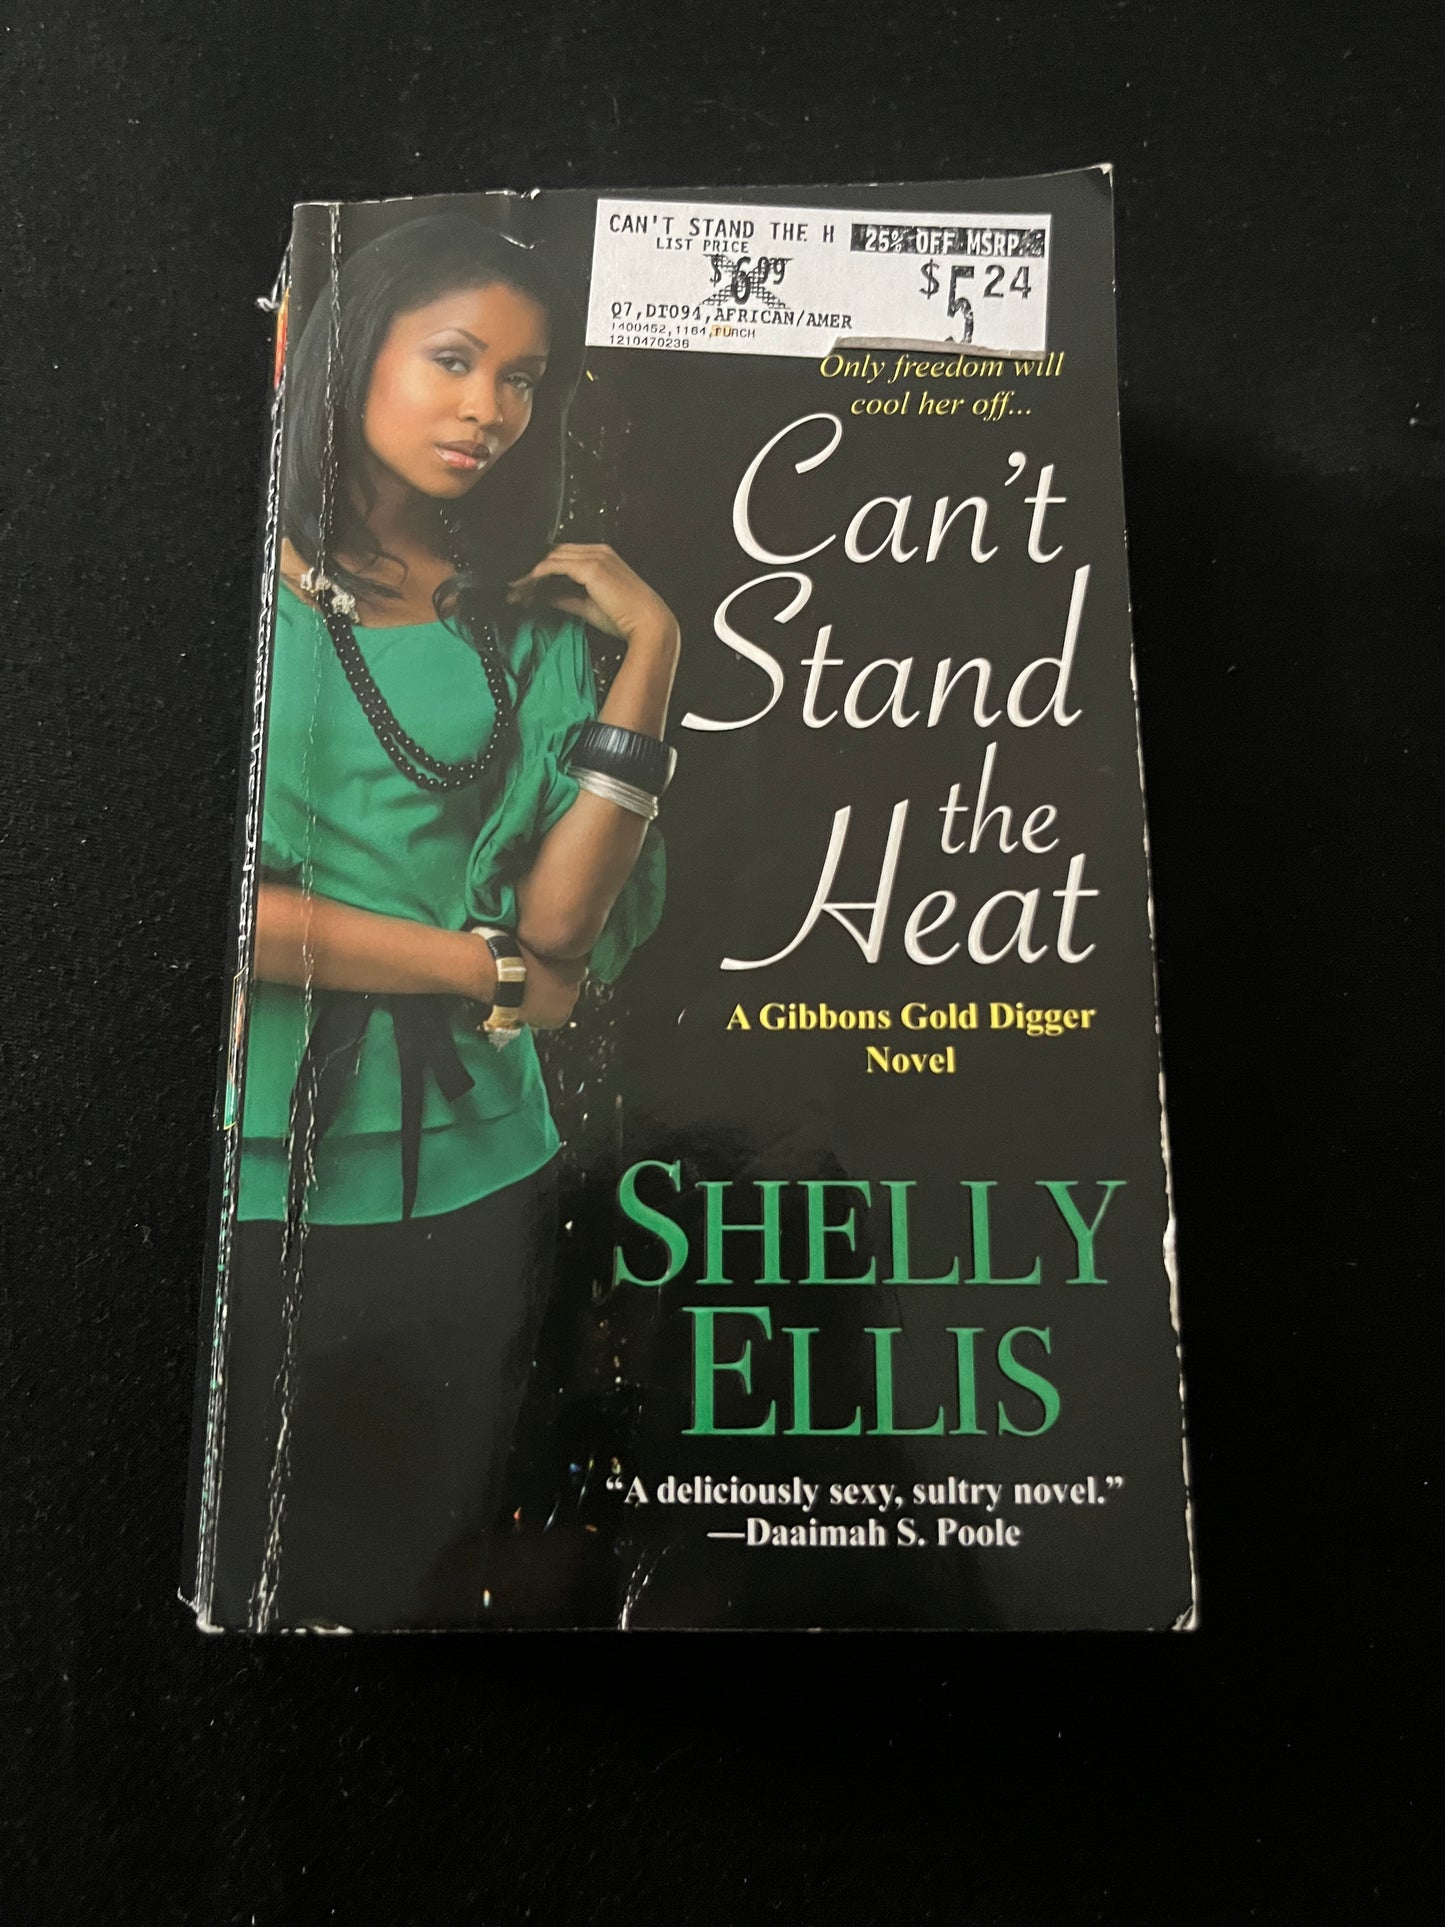 CAN'T STAND THE H
25% OFF MSRP
LIST PRICE
$6.99
$5.24
Q7,DT094,AFRICAN/AMER
1400452,1164,PUNCH
1210470236
Only freedom will
cool her off...
Can't
Stand
the
Heat
A Gibbons Gold Digger
Novel
SHELLY
ELLIS
“A deliciously sexy, sultry novel.”
—Daaimah S. Poole